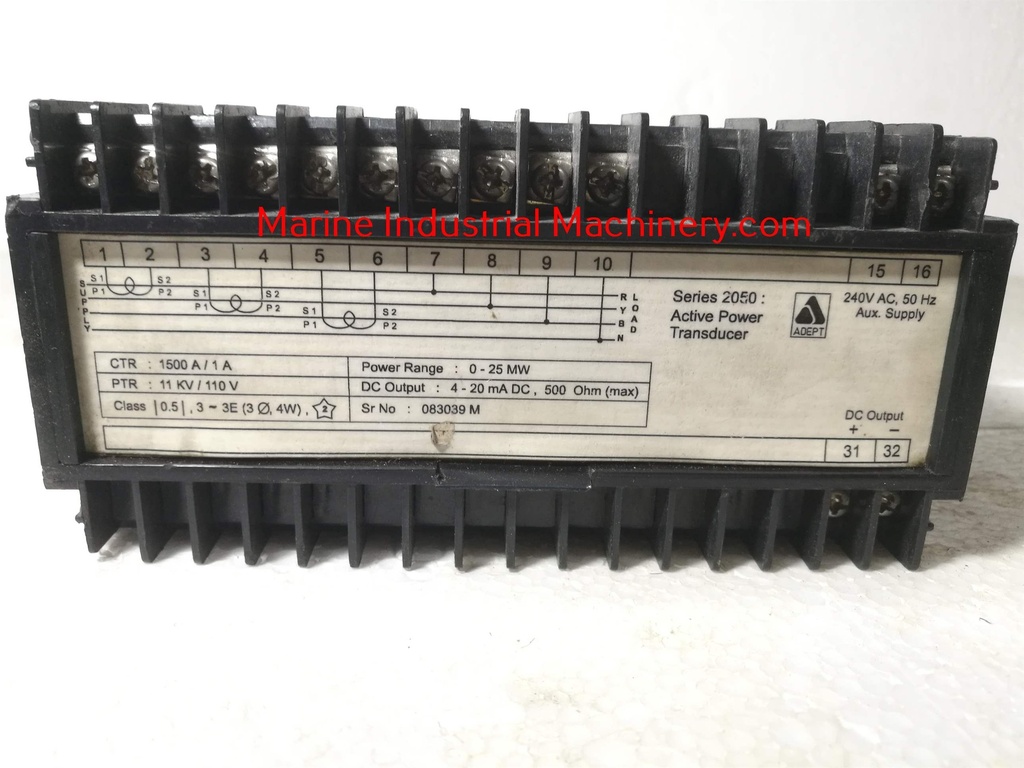 Marine Industrial Machinery.com
1 2 3 4 5 6 7 8 9 10 15 16
S1 S2 S1 S2 S1 S2
P1 P2 P1 P2 P1 P2
SUPPLY
R
Y
B
N
LOAD
Series 2050 :
Active Power
Transducer
ADEPT
240V AC, 50 Hz
Aux. Supply
CTR : 1500 A / 1 A
PTR : 11 KV / 110 V
Class |0.5| , 3 ~ 3E (3 Ø, 4W) , 2
Power Range : 0 - 25 MW
DC Output : 4 - 20 mA DC , 500 Ohm (max)
Sr No : 083039 M
DC Output
+ −
31 32